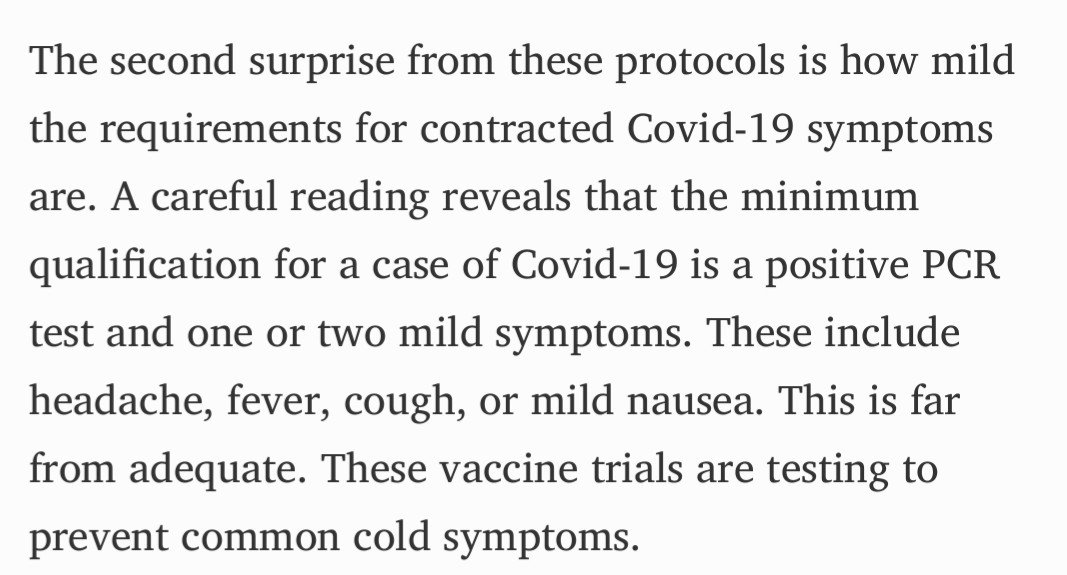 The second surprise from these protocols is how mild
the requirements for contracted Covid-19 symptoms
are. A careful reading reveals that the minimum
qualification for a case of Covid-19 is a positive PCR
test and one or two mild symptoms. These include
headache, fever, cough, or mild nausea. This is far
from adequate. These vaccine trials are testing to
prevent common cold symptoms.